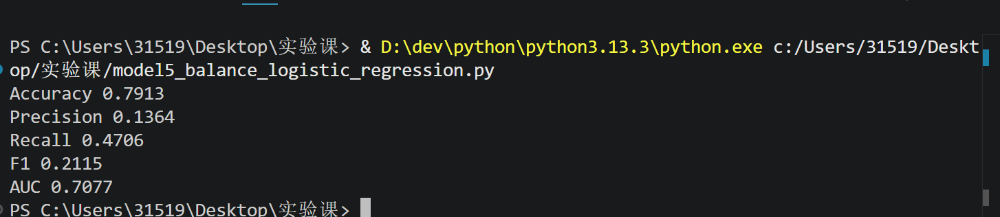 PS C:\Users\31519\Desktop\实验课> & D:\dev\python\python3.13.3\python.exe c:/Users/31519/Deskt
op/实验课/model5_balance_logistic_regression.py
Accuracy 0.7913
Precision 0.1364
Recall 0.4706
F1 0.2115
AUC 0.7077
PS C:\Users\31519\Desktop\实验课>